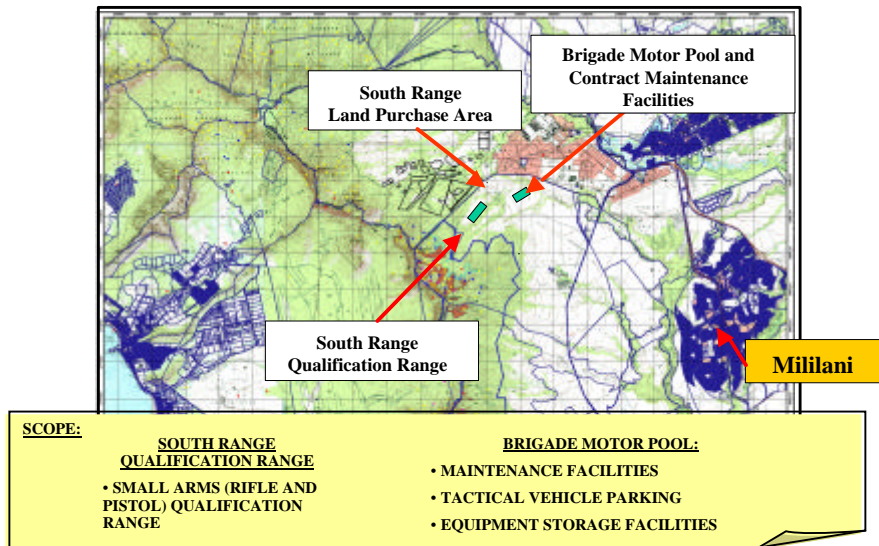 Brigade Motor Pool and
Contract Maintenance
Facilities
South Range
Land Purchase Area
South Range
Qualification Range
Mililani
SCOPE:
SOUTH RANGE
QUALIFICATION RANGE
• SMALL ARMS (RIFLE AND
PISTOL) QUALIFICATION
RANGE
BRIGADE MOTOR POOL:
• MAINTENANCE FACILITIES
• TACTICAL VEHICLE PARKING
• EQUIPMENT STORAGE FACILITIES